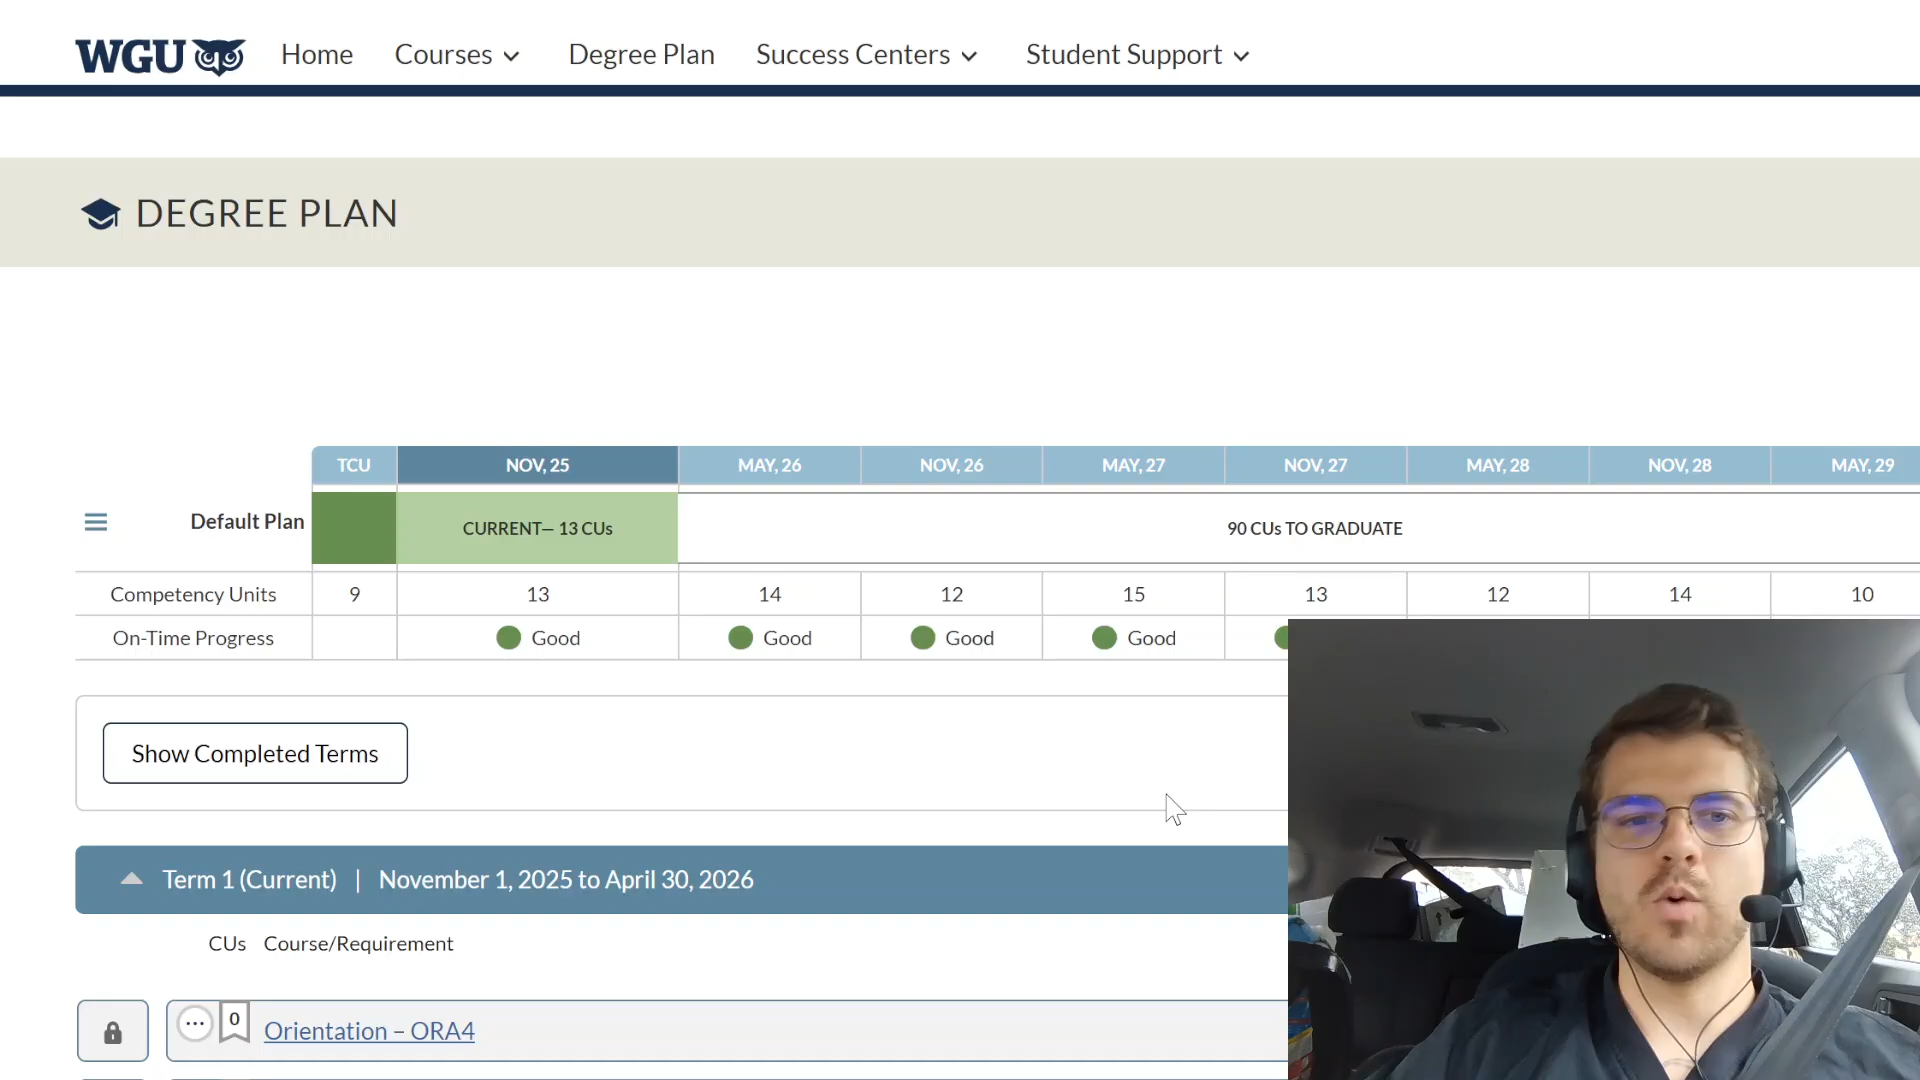 WGU Home Courses Degree Plan Success Centers Student Support
DEGREE PLAN
TCU NOV, 25 MAY, 26 NOV, 26 MAY, 27 NOV, 27 MAY, 28 NOV, 28 MAY, 29
Default Plan CURRENT— 13 CUs 90 CUs TO GRADUATE
Competency Units 9 13 14 12 15 13 12 14 10
On-Time Progress Good Good Good Good
Show Completed Terms
Term 1 (Current) | November 1, 2025 to April 30, 2026
CUs Course/Requirement
0 Orientation – ORA4